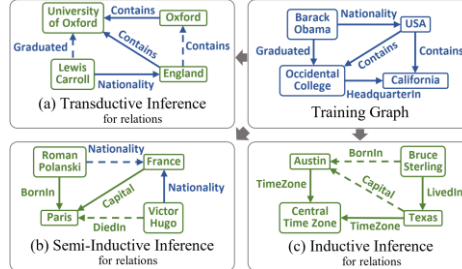 University
of Oxford
Contains
Oxford
Graduated
Contains
Contains
Lewis
Carroll
Nationality
England
(a) Transductive Inference
for relations
Barack
Obama
Nationality
USA
Graduated
Contains
Contains
Occidental
College
California
HeadquarterIn
Training Graph
Roman
Polanski
Nationality
France
BornIn
Capital
Nationality
Paris
DiedIn
Victor
Hugo
(b) Semi-Inductive Inference
for relations
Austin
BornIn
Bruce
Sterling
TimeZone
Capital
LivedIn
Central
Time Zone
TimeZone
Texas
(c) Inductive Inference
for relations